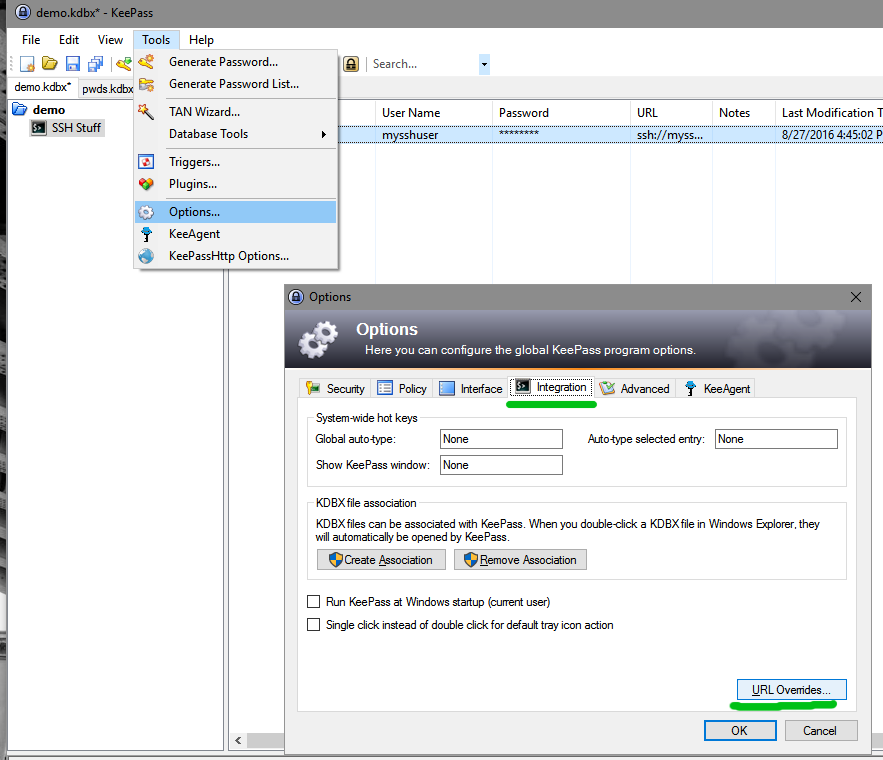 demo.kdbx* - KeePass
File Edit View Tools Help
Search...
demo.kdbx* pwds.kdbx
demo
SSH Stuff
Generate Password...
Generate Password List...
TAN Wizard...
Database Tools
Triggers...
Plugins...
Options...
KeeAgent
KeePassHttp Options...
User Name Password URL Notes Last Modification T
mysshuser ******** ssh://myss... 8/27/2016 4:45:02 P
Options
Options
Here you can configure the global KeePass program options.
Security Policy Interface Integration Advanced KeeAgent
System-wide hot keys
Global auto-type: None Auto-type selected entry: None
Show KeePass window: None
KDBX file association
KDBX files can be associated with KeePass. When you double-click a KDBX file in Windows Explorer, they
will automatically be opened by KeePass.
Create Association Remove Association
Run KeePass at Windows startup (current user)
Single click instead of double click for default tray icon action
URL Overrides...
OK Cancel